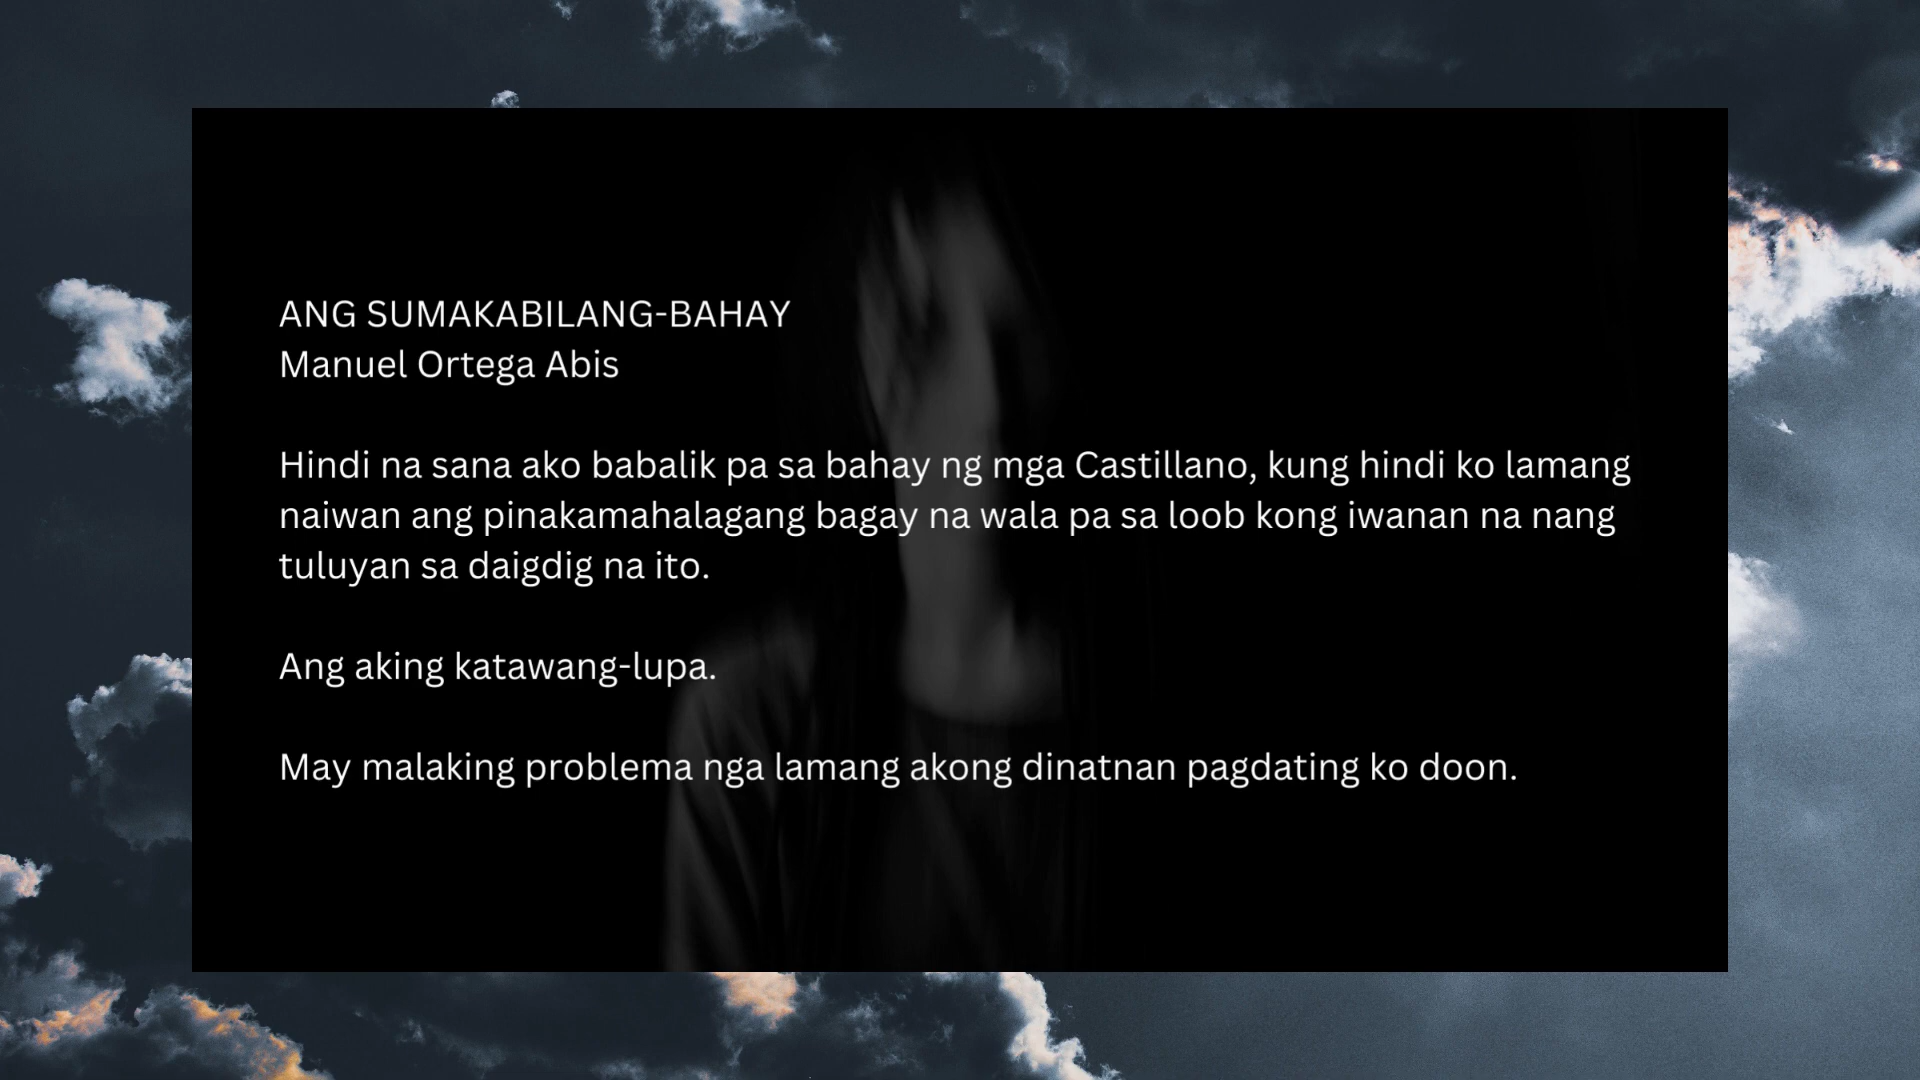 ANG SUMAKABILANG-BAHAY
Manuel Ortega Abis
Hindi na sana ako babalik pa sa bahay ng mga Castillano, kung hindi ko lamang
naiwan ang pinakamahalagang bagay na wala pa sa loob kong iwanan na nang
tuluyan sa daigdig na ito.
Ang aking katawang-lupa.
May malaking problema nga lamang akong dinatnan pagdating ko doon.